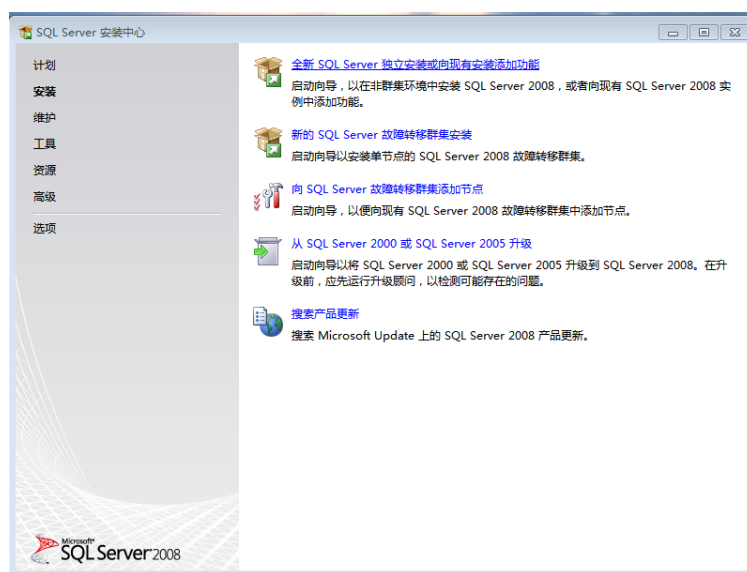 SQL Server 安装中心
计划
安装
维护
工具
资源
高级
选项
全新 SQL Server 独立安装或向现有安装添加功能
启动向导，以在非群集环境中安装 SQL Server 2008，或者向现有 SQL Server 2008 实
例中添加功能。
新的 SQL Server 故障转移群集安装
启动向导以安装单节点的 SQL Server 2008 故障转移群集。
向 SQL Server 故障转移群集添加节点
启动向导，以便向现有 SQL Server 2008 故障转移群集中添加节点。
从 SQL Server 2000 或 SQL Server 2005 升级
启动向导以将 SQL Server 2000 或 SQL Server 2005 升级到 SQL Server 2008。在升
级前，应先运行升级顾问，以检测可能存在的问题。
搜索产品更新
搜索 Microsoft Update 上的 SQL Server 2008 产品更新。
Microsoft
SQL Server 2008